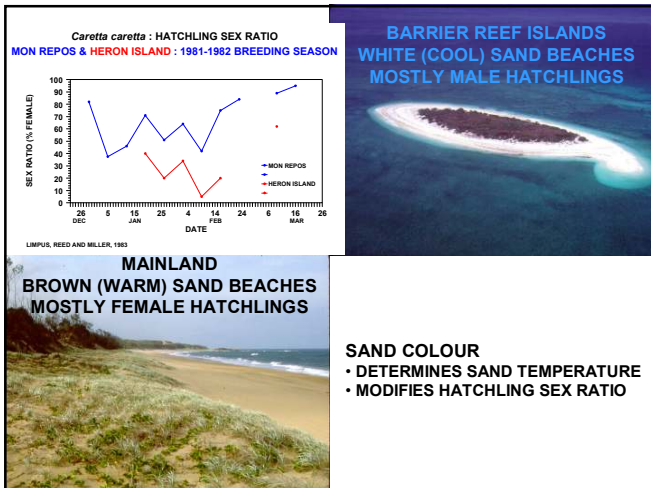 Caretta caretta : HATCHLING SEX RATIO
MON REPOS & HERON ISLAND : 1981-1982 BREEDING SEASON
SEX RATIO (% FEMALE)
100
90
80
70
60
50
40
30
20
10
0
MON REPOS
HERON ISLAND
26 5 15 25 4 14 24 6 16 26
DEC JAN FEB MAR
DATE
LIMPUS, REED AND MILLER, 1983
BARRIER REEF ISLANDS
WHITE (COOL) SAND BEACHES
MOSTLY MALE HATCHLINGS
MAINLAND
BROWN (WARM) SAND BEACHES
MOSTLY FEMALE HATCHLINGS
SAND COLOUR
• DETERMINES SAND TEMPERATURE
• MODIFIES HATCHLING SEX RATIO